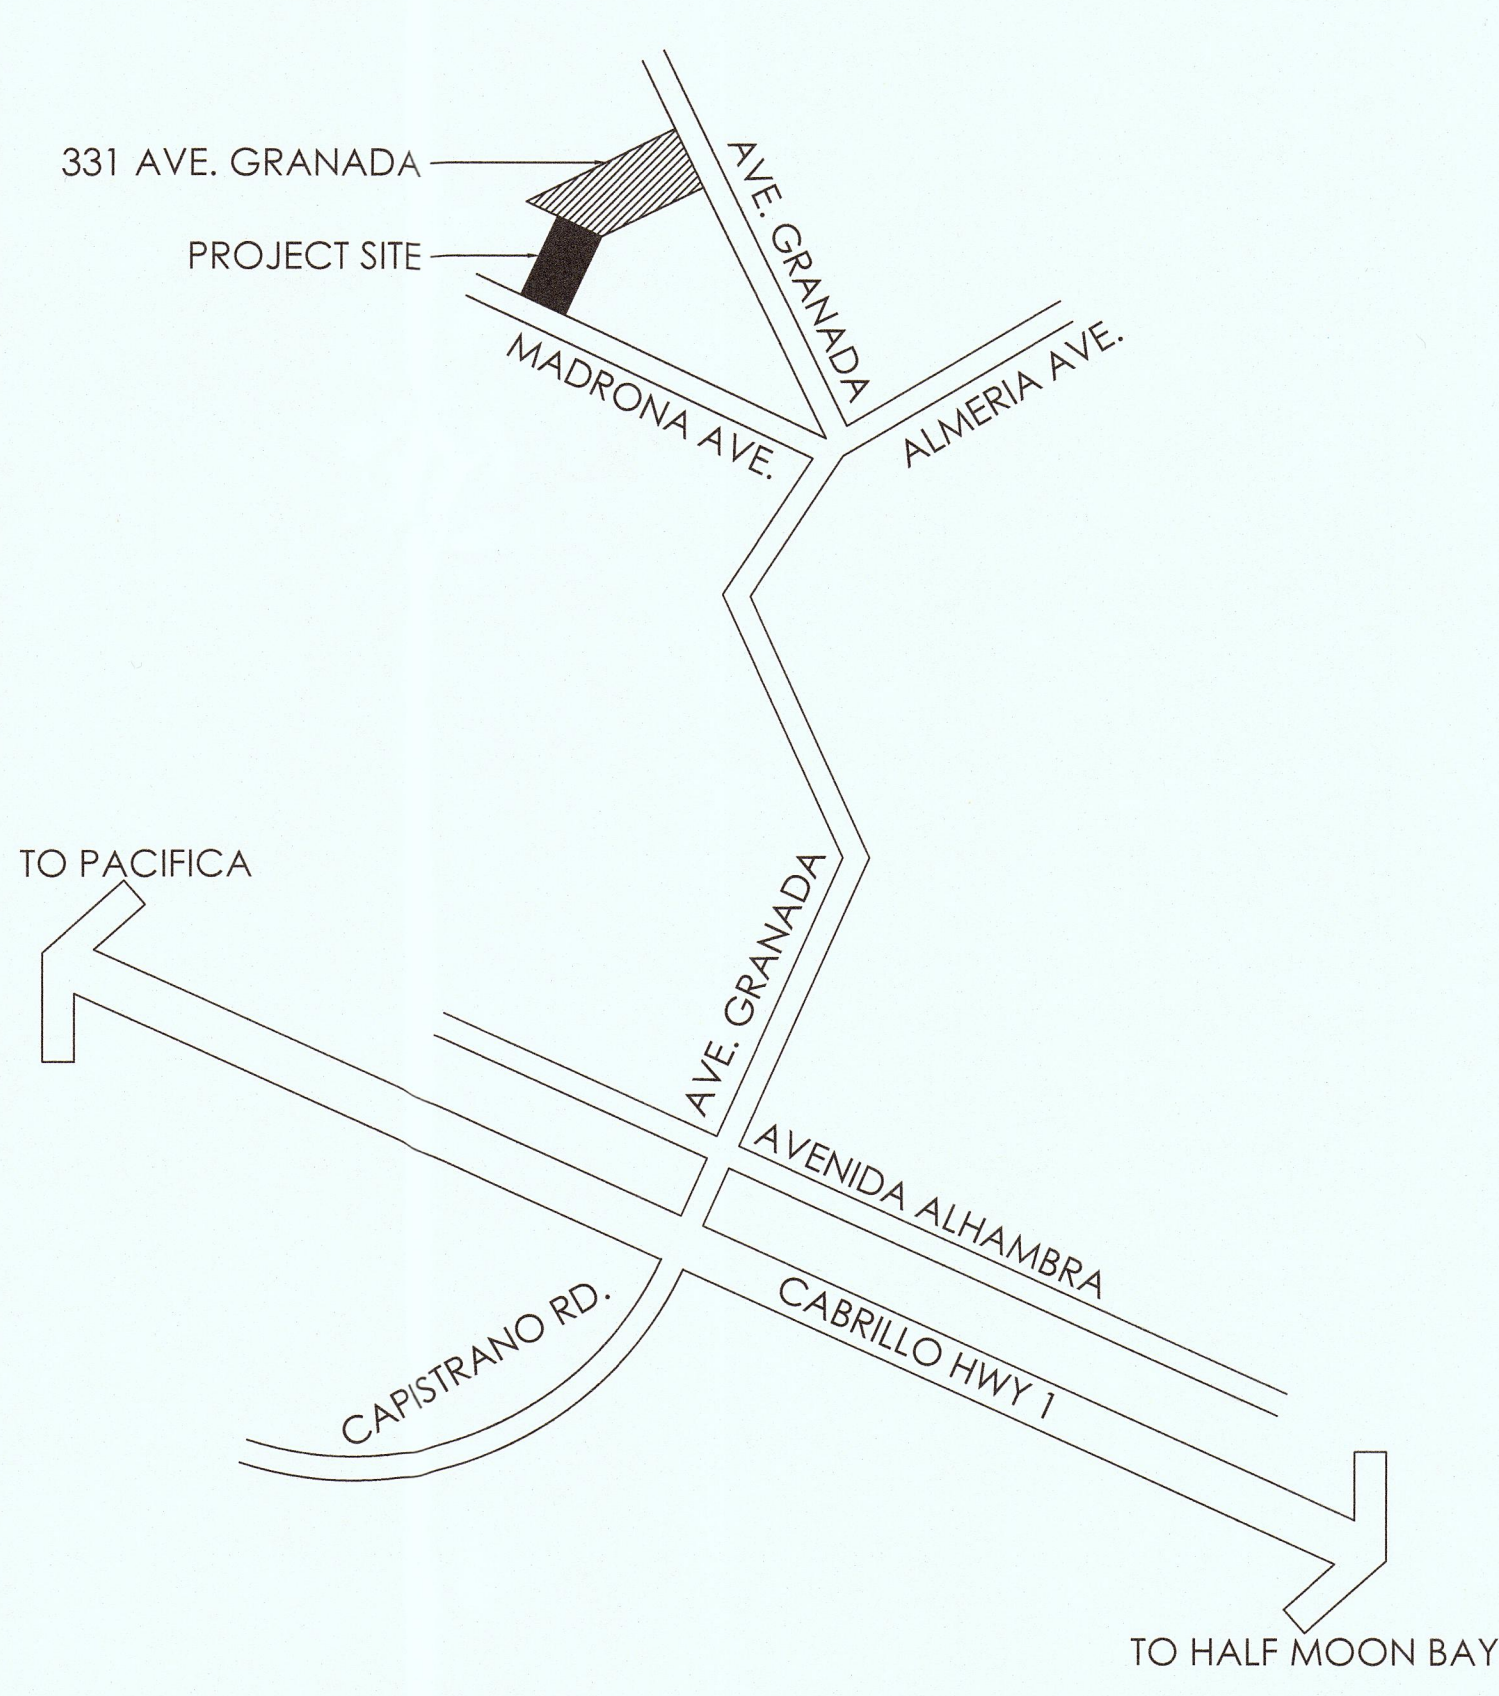 331 AVE. GRANADA
AVE. GRANADA
PROJECT SITE
MADRONA AVE.
ALMERIA AVE.
TO PACIFICA
AVE. GRANADA
AVENIDA ALHAMBRA
CABRILLO HWY 1
CAPISTRANO RD.
TO HALF MOON BAY